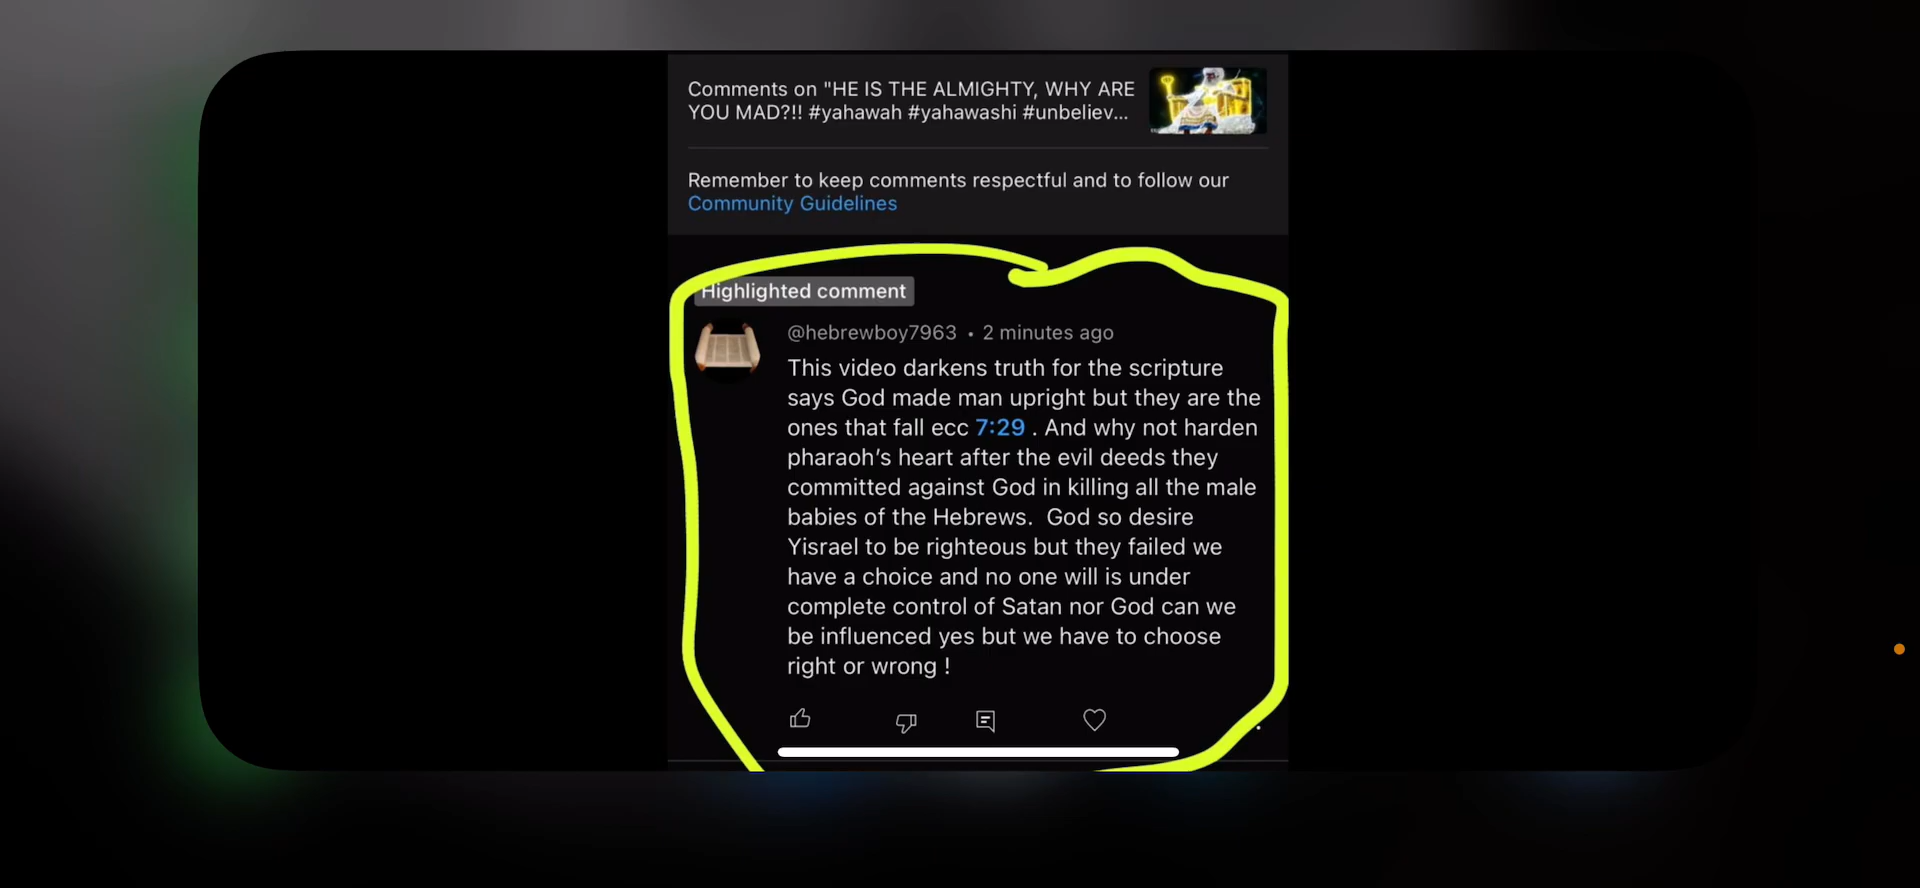 Comments on "HE IS THE ALMIGHTY, WHY ARE
YOU MAD?!! #yahawah #yahawashi #unbeliev...
Remember to keep comments respectful and to follow our
Community Guidelines
Highlighted comment
@hebrewboy7963 • 2 minutes ago
This video darkens truth for the scripture
says God made man upright but they are the
ones that fall ecc 7:29 . And why not harden
pharaoh's heart after the evil deeds they
committed against God in killing all the male
babies of the Hebrews.  God so desire
Yisrael to be righteous but they failed we
have a choice and no one will is under
complete control of Satan nor God can we
be influenced yes but we have to choose
right or wrong !